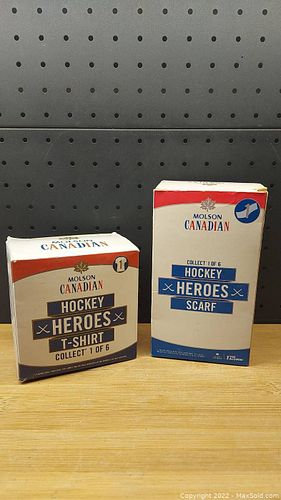 MOLSON
CANADIAN
MOLSON
CANADIAN
HOCKEY
HEROES
T-SHIRT
COLLECT 1 OF 6
MOLSON
CANADIAN
COLLECT 1 OF 6
HOCKEY
HEROES
SCARF
Copyright © 2022 - MaxSold.com